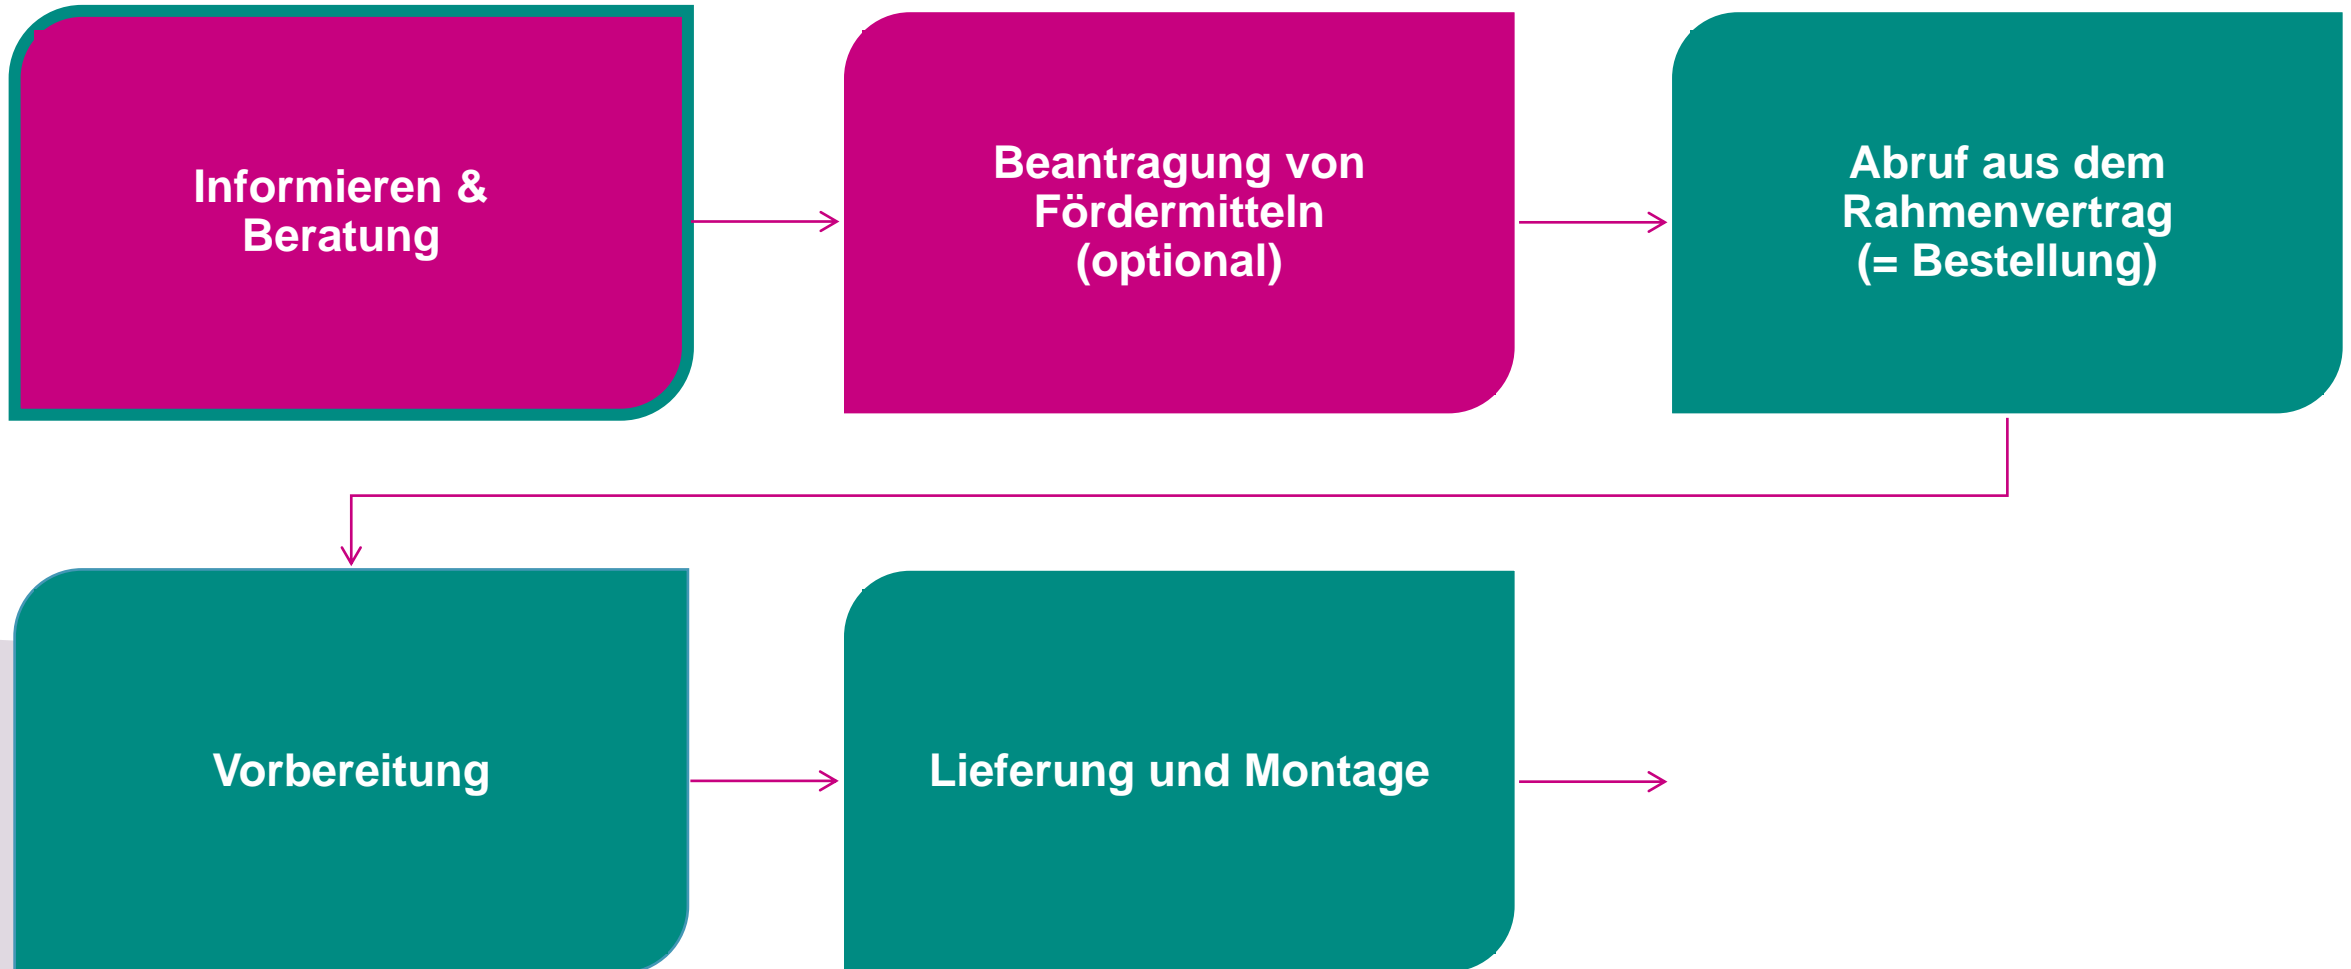 Informieren &
Beratung
Beantragung von
Fördermitteln
(optional)
Abruf aus dem
Rahmenvertrag
(= Bestellung)
Vorbereitung
Lieferung und Montage